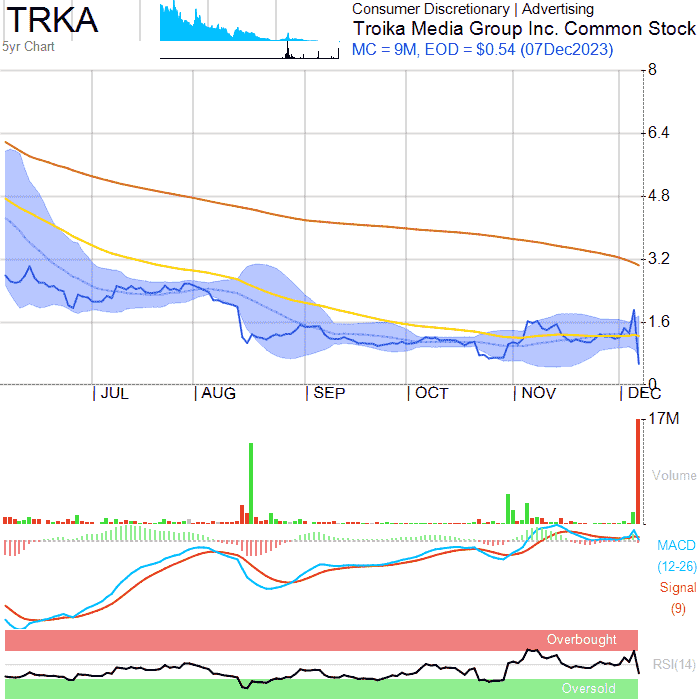 TRKA
5yr Chart
Consumer Discretionary | Advertising
Troika Media Group Inc. Common Stock
MC = 9M, EOD = $0.54 (07Dec2023)
8
6.4
4.8
3.2
1.6
0
JUL AUG SEP OCT NOV DEC
17M
Volume
MACD
(12-26)
Signal
(9)
Overbought
RSI(14)
Oversold